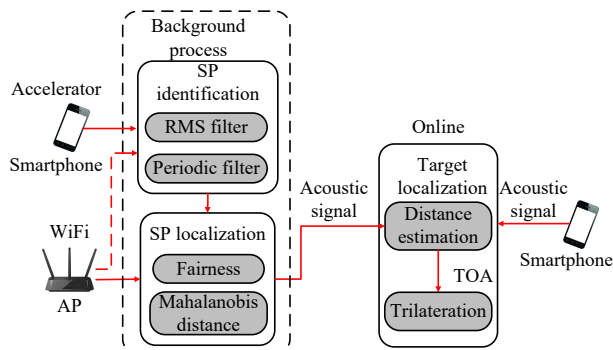 Background
process
SP
identification
RMS filter
Periodic filter
Accelerator
Smartphone
WiFi
AP
SP localization
Fairness
Mahalanobis
distance
Acoustic
signal
Online
Target
localization
Distance
estimation
TOA
Trilateration
Acoustic
signal
Smartphone